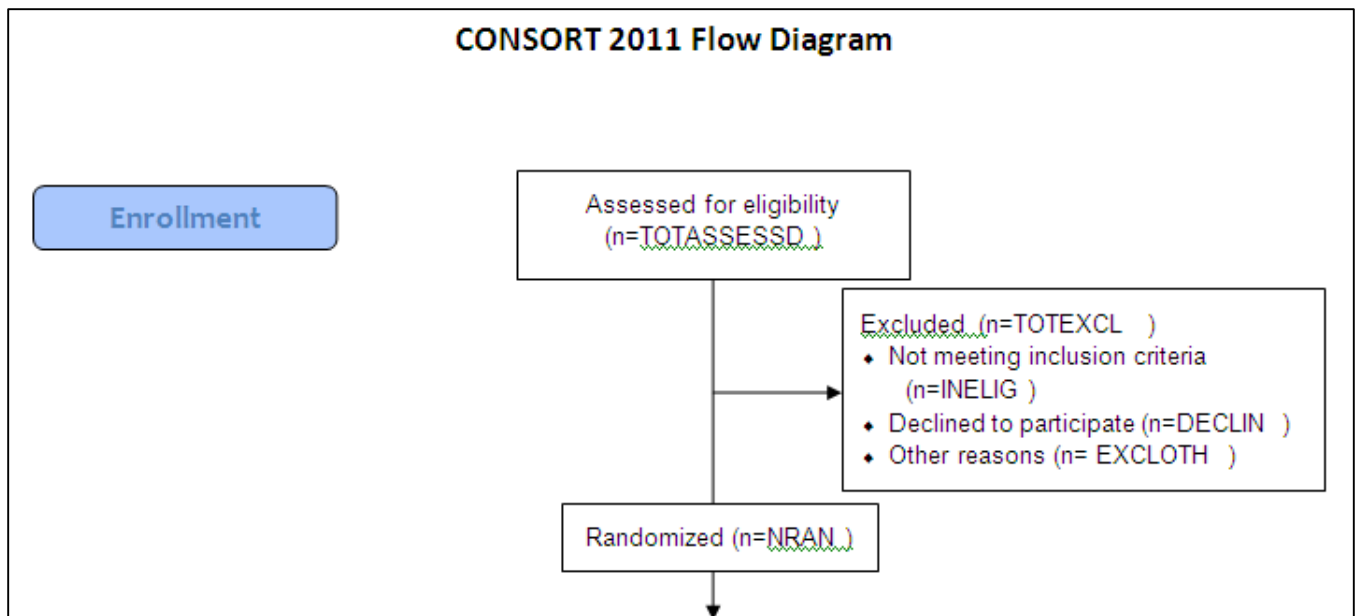 CONSORT 2011 Flow Diagram
Enrollment
Assessed for eligibility
(n=TOTASSESSD )
Excluded (n=TOTEXCL )
⬥ Not meeting inclusion criteria
(n=INELIG )
⬥ Declined to participate (n=DECLIN )
⬥ Other reasons (n= EXCLOTH )
Randomized (n=NRAN )